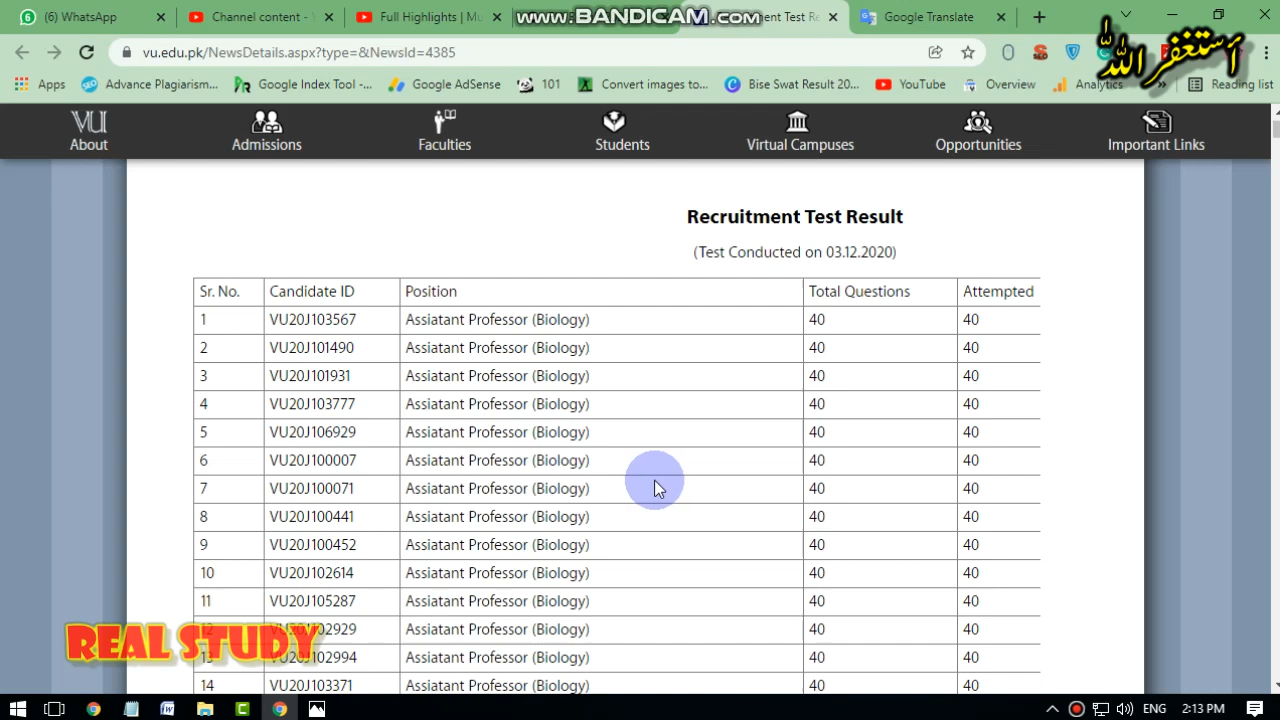 (6) WhatsApp
Channel content -
Full Highlights | Mu
www.BANDICAM.com
ment Test Re
Google Translate
vu.edu.pk/NewsDetails.aspx?type=&NewsId=4385
أستغفر الله
Apps
Advance Plagiarism...
Google Index Tool -...
Google AdSense
101
Convert images to...
Bise Swat Result 20...
YouTube
Overview
Analytics
»
Reading list
VU
About
Admissions
Faculties
Students
Virtual Campuses
Opportunities
Important Links
Recruitment Test Result
(Test Conducted on 03.12.2020)
Sr. No. Candidate ID Position Total Questions Attempted
1 VU20J103567 Assiatant Professor (Biology) 40 40
2 VU20J101490 Assiatant Professor (Biology) 40 40
3 VU20J101931 Assiatant Professor (Biology) 40 40
4 VU20J103777 Assiatant Professor (Biology) 40 40
5 VU20J106929 Assiatant Professor (Biology) 40 40
6 VU20J100007 Assiatant Professor (Biology) 40 40
7 VU20J100071 Assiatant Professor (Biology) 40 40
8 VU20J100441 Assiatant Professor (Biology) 40 40
9 VU20J100452 Assiatant Professor (Biology) 40 40
10 VU20J102614 Assiatant Professor (Biology) 40 40
11 VU20J105287 Assiatant Professor (Biology) 40 40
12 VU20J102929 Assiatant Professor (Biology) 40 40
13 VU20J102994 Assiatant Professor (Biology) 40 40
14 VU20J103371 Assiatant Professor (Biology) 40 40
REAL STUDY
ENG 2:13 PM